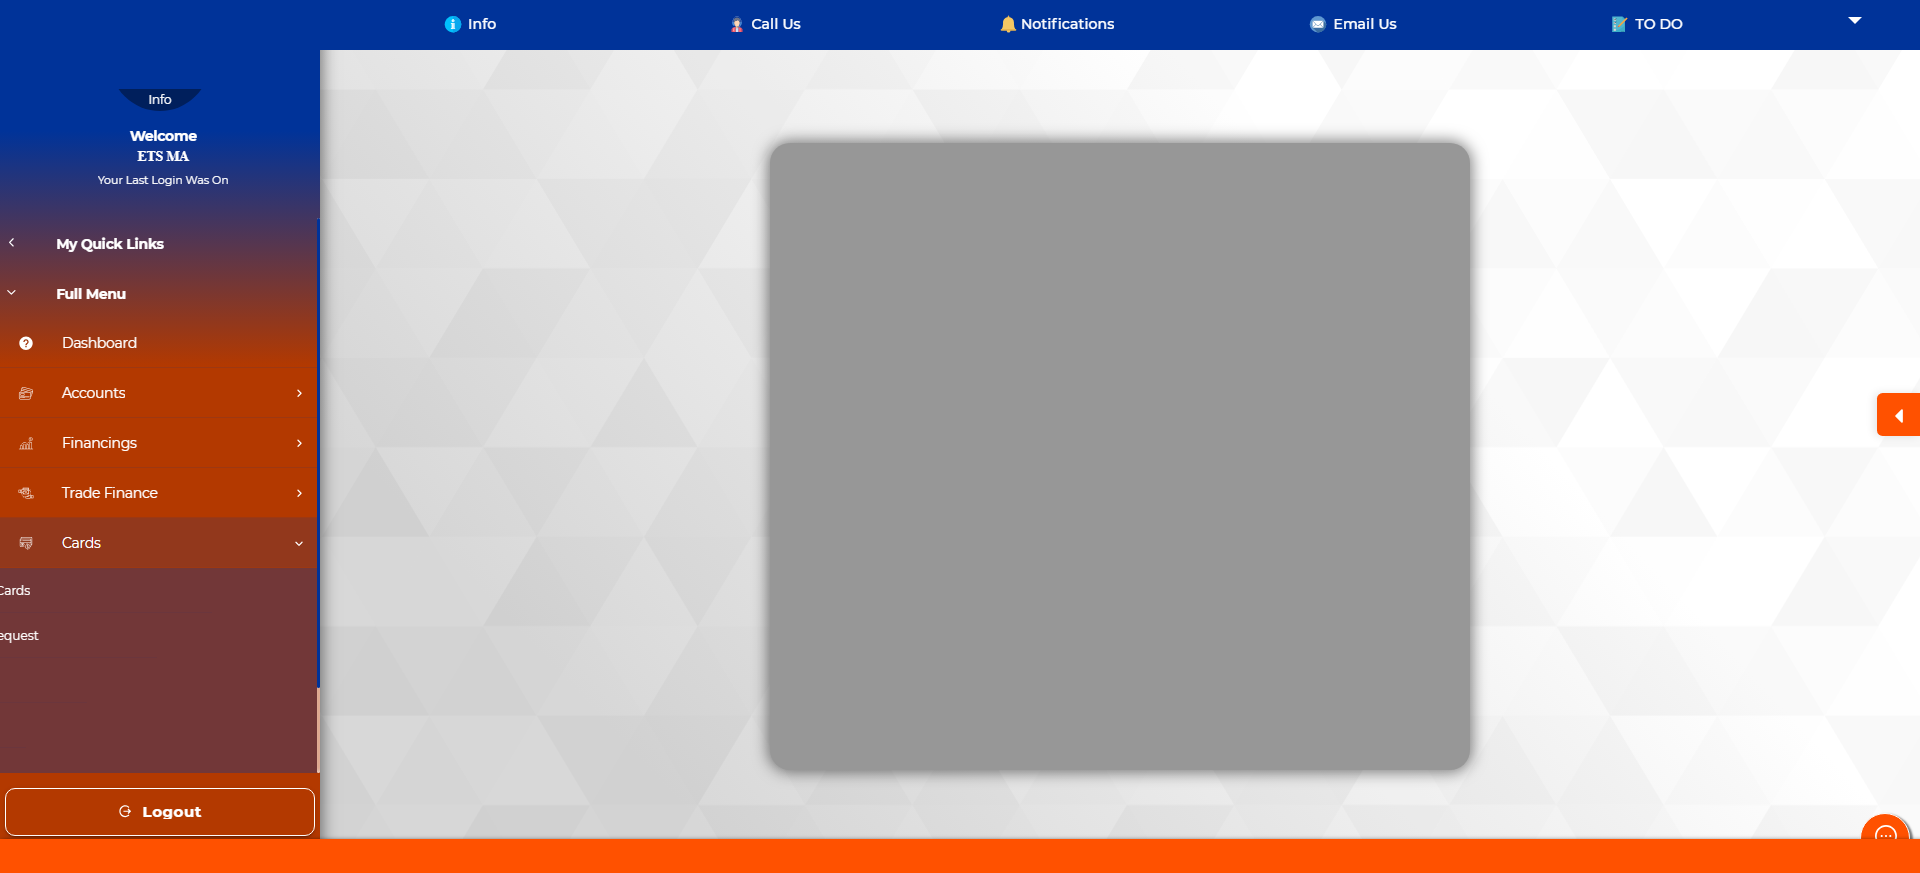 Info
Call Us
Notifications
Email Us
TO DO
Info
Welcome
ETS MA
Your Last Login Was On
My Quick Links
Full Menu
Dashboard
Accounts
Financings
Trade Finance
Cards
Cards
equest
Logout